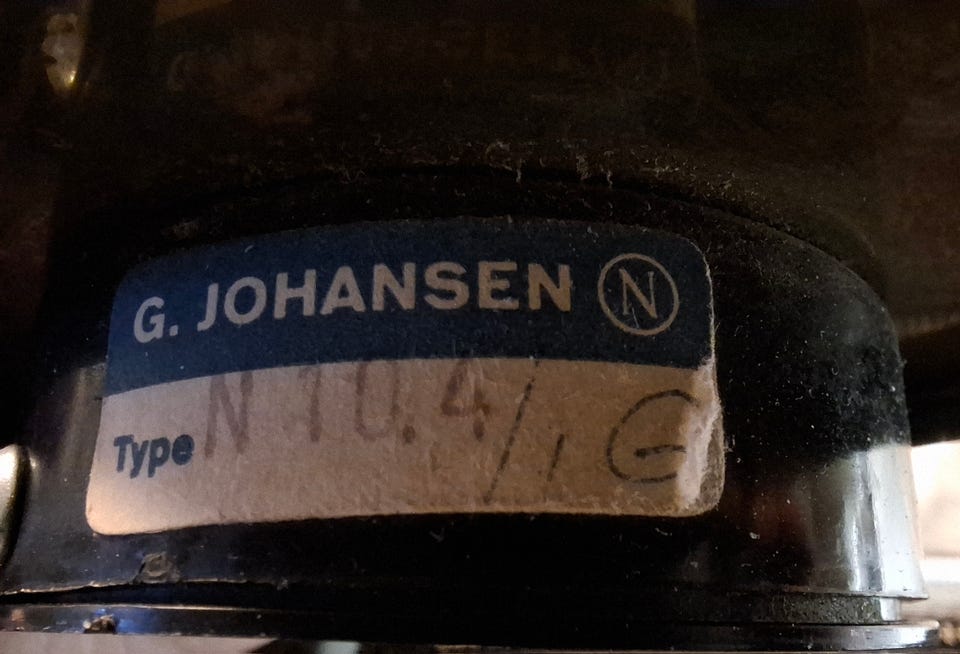 G. JOHANSEN N
Type N 10.4/1G